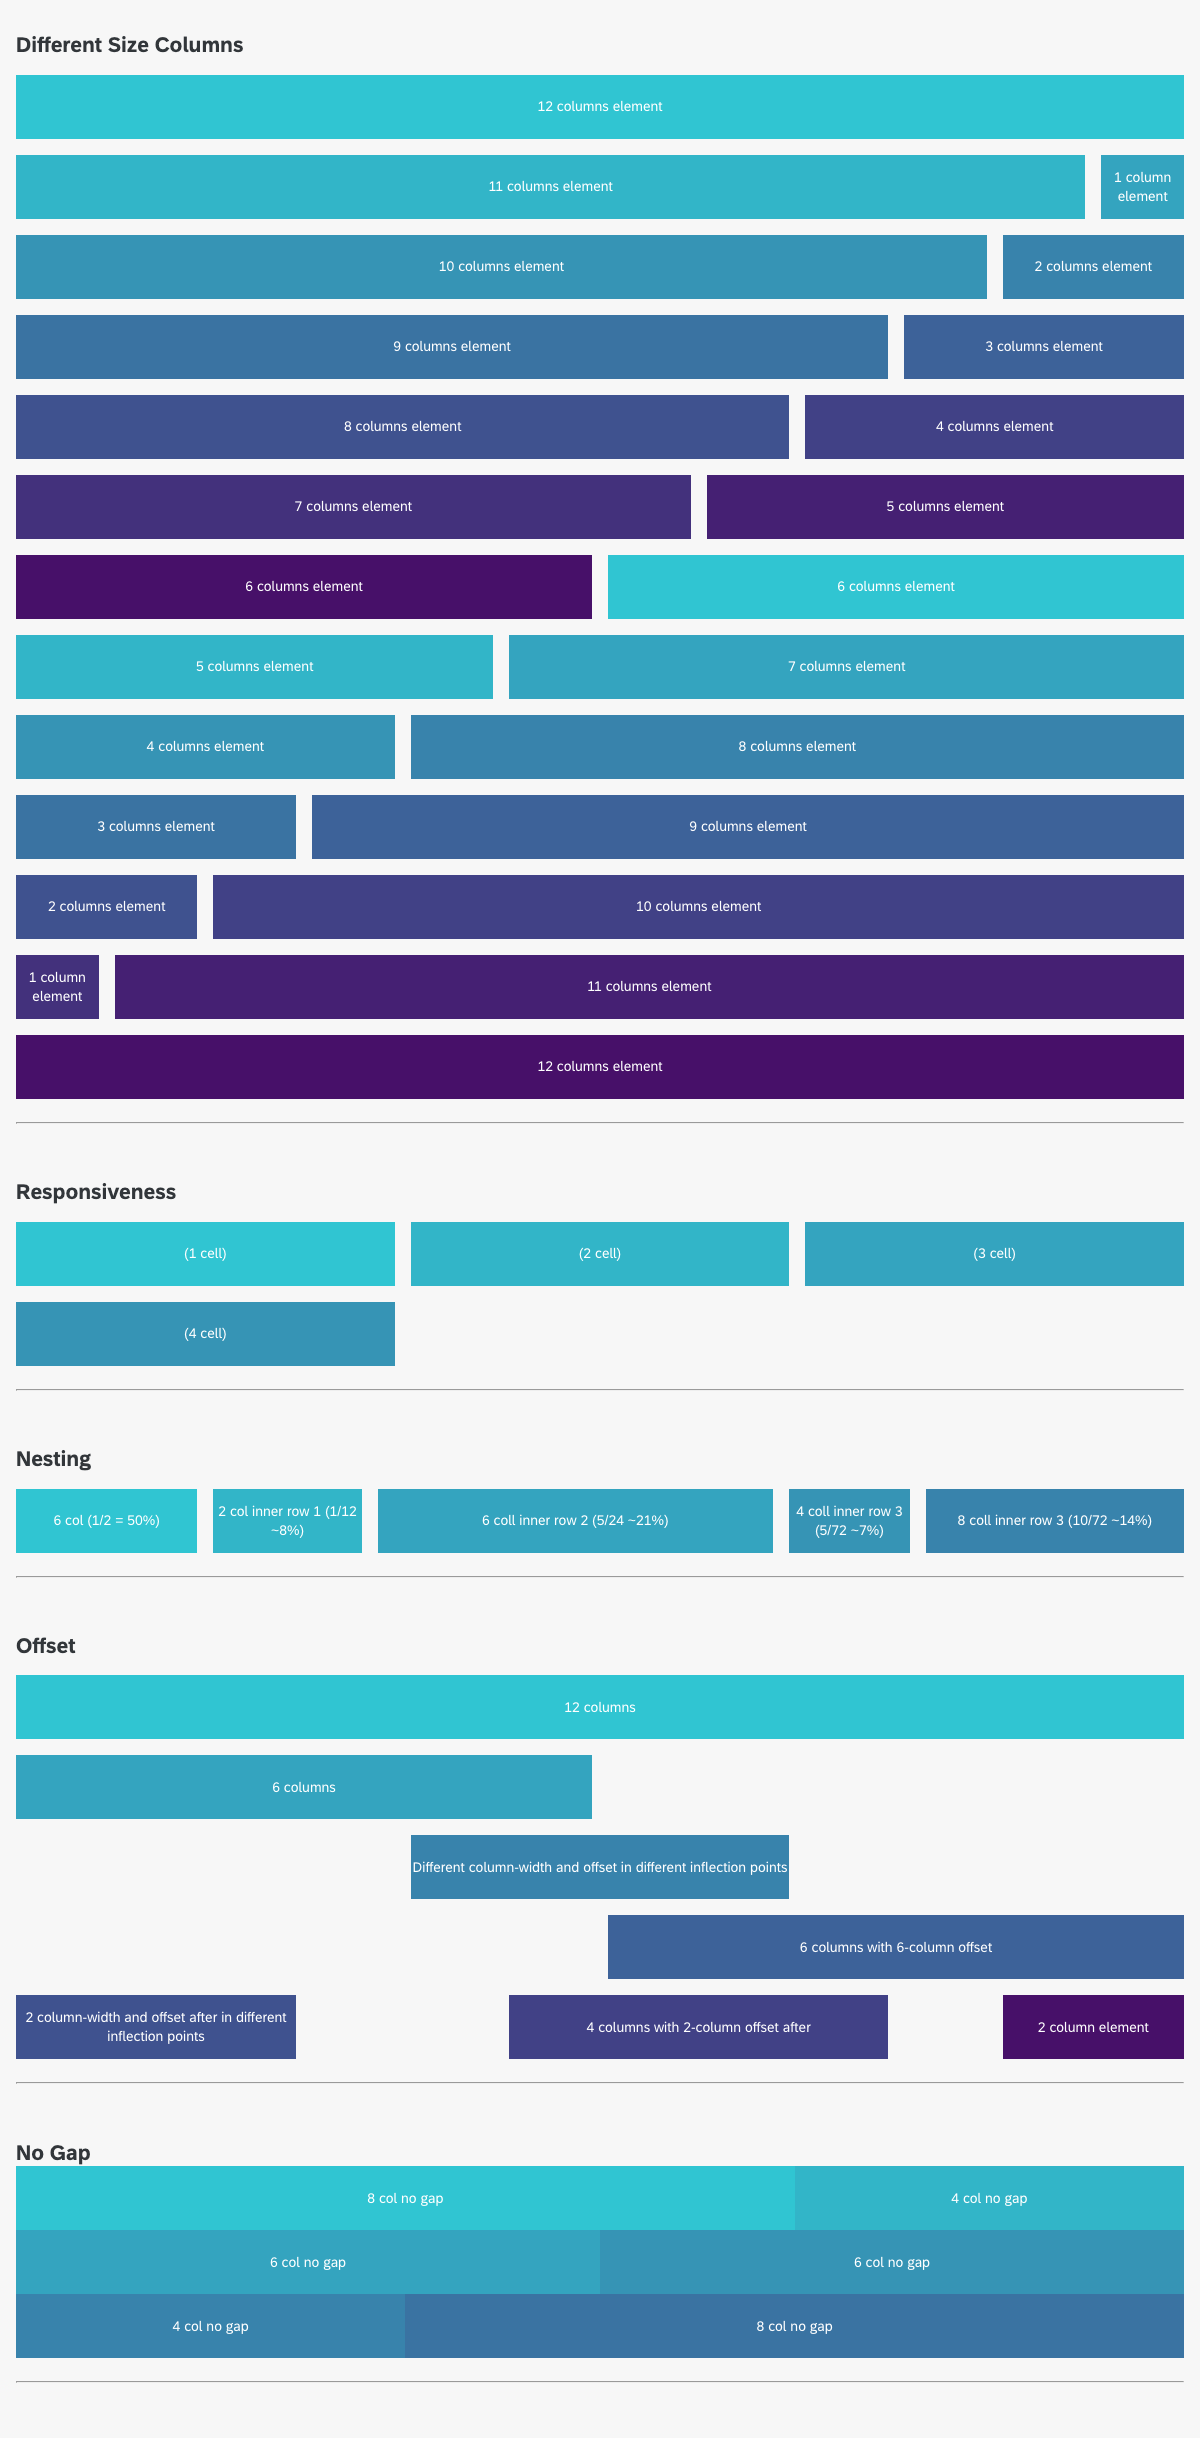 Different Size Columns
12 columns element
11 columns element
1 column
element
10 columns element
2 columns element
9 columns element
3 columns element
8 columns element
4 columns element
7 columns element
5 columns element
6 columns element
6 columns element
5 columns element
7 columns element
4 columns element
8 columns element
3 columns element
9 columns element
2 columns element
10 columns element
1 column
element
11 columns element
12 columns element
Responsiveness
(1 cell)
(2 cell)
(3 cell)
(4 cell)
Nesting
6 col (1/2 = 50%)
2 col inner row 1 (1/12
~8%)
6 coll inner row 2 (5/24 ~21%)
4 coll inner row 3
(5/72 ~7%)
8 coll inner row 3 (10/72 ~14%)
Offset
12 columns
6 columns
Different column-width and offset in different inflection points
6 columns with 6-column offset
2 column-width and offset after in different
inflection points
4 columns with 2-column offset after
2 column element
No Gap
8 col no gap
4 col no gap
6 col no gap
6 col no gap
4 col no gap
8 col no gap